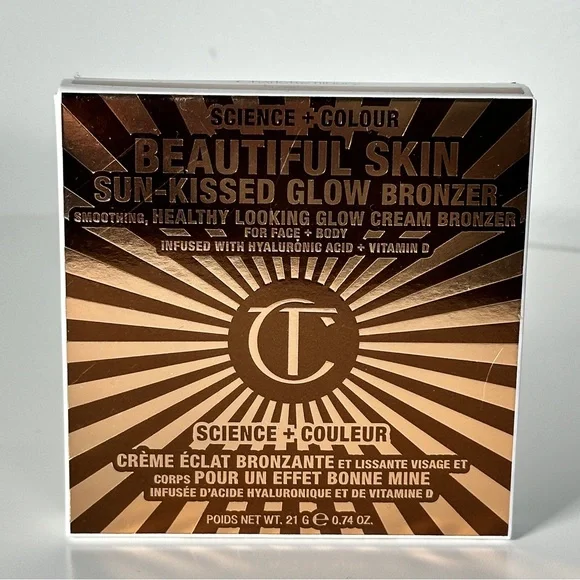 SCIENCE + COLOUR
BEAUTIFUL SKIN
SUN-KISSED GLOW BRONZER
SMOOTHING, HEALTHY LOOKING GLOW CREAM BRONZER
FOR FACE + BODY
INFUSED WITH HYALURONIC ACID + VITAMIN D
CT
SCIENCE + COULEUR
CRÈME ÉCLAT BRONZANTE ET LISSANTE VISAGE ET
CORPS POUR UN EFFET BONNE MINE
INFUSÉE D'ACIDE HYALURONIQUE ET DE VITAMINE D
POIDS NET WT. 21 G ℮ 0.74 OZ.